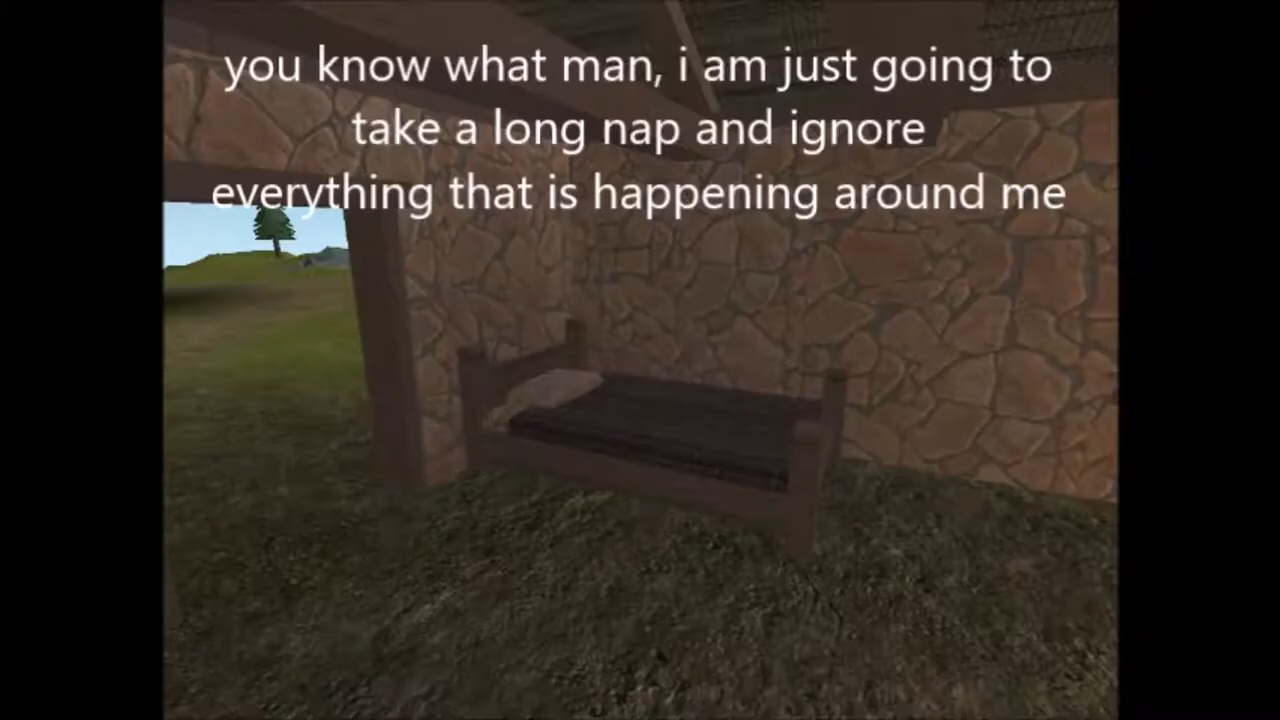 you know what man, i am just going to
take a long nap and ignore
everything that is happening around me